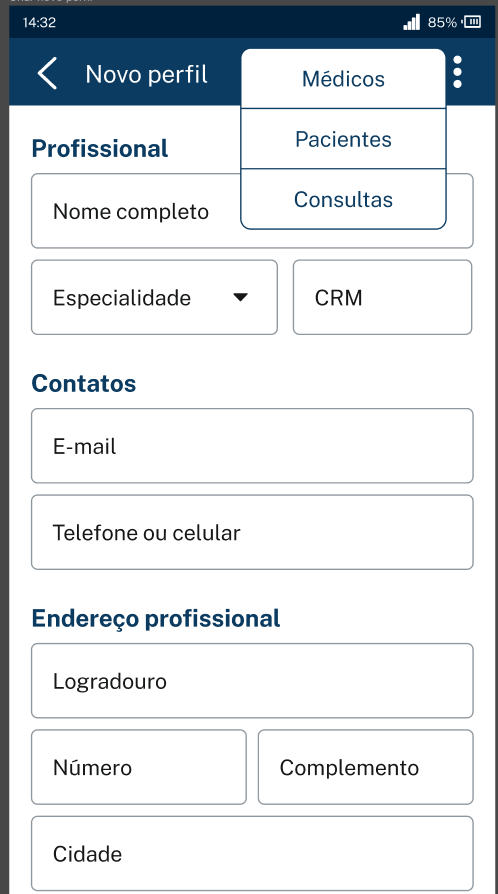 14:32
85%
Novo perfil
Médicos
Pacientes
Consultas
Profissional
Nome completo
Especialidade
CRM
Contatos
E-mail
Telefone ou celular
Endereço profissional
Logradouro
Número
Complemento
Cidade